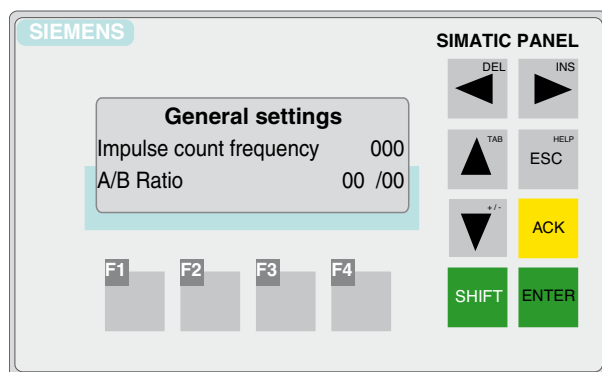 SIEMENS
SIMATIC PANEL
DEL
INS
General settings
Impulse count frequency 000
A/B Ratio 00 /00
TAB
HELP
ESC
+/-
ACK
F1 F2 F3 F4
SHIFT ENTER